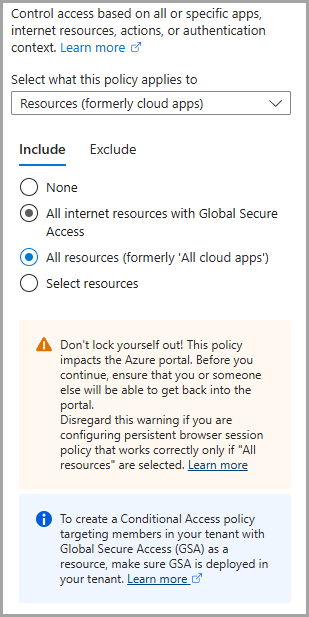 Control access based on all or specific apps,
internet resources, actions, or authentication
context. Learn more
Select what this policy applies to
Resources (formerly cloud apps)
Include Exclude
None
All internet resources with Global Secure
Access
All resources (formerly 'All cloud apps')
Select resources
Don't lock yourself out! This policy
impacts the Azure portal. Before you
continue, ensure that you or someone
else will be able to get back into the
portal.
Disregard this warning if you are
configuring persistent browser session
policy that works correctly only if "All
resources" are selected. Learn more
To create a Conditional Access policy
targeting members in your tenant with
Global Secure Access (GSA) as a
resource, make sure GSA is deployed in
your tenant. Learn more